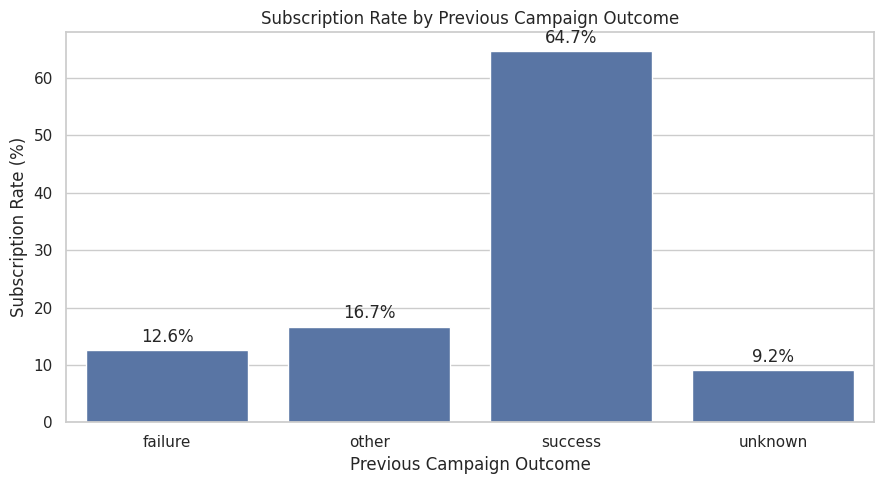 Subscription Rate by Previous Campaign Outcome
64.7%
60
50
40
30
20
16.7%
12.6%
10
9.2%
0
Subscription Rate (%)
failure other success unknown
Previous Campaign Outcome